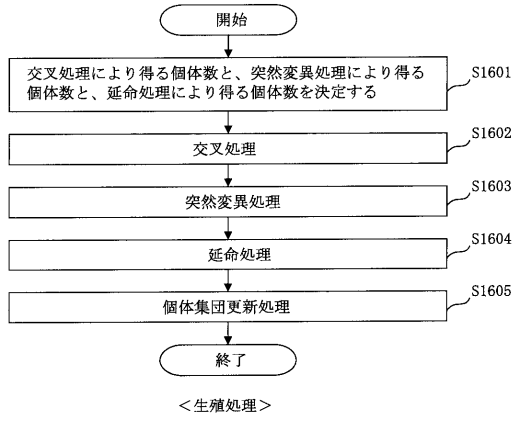 開始
交叉処理により得る個体数と、突然変異処理により得る
個体数と、延命処理により得る個体数を決定する
S1601
交叉処理
S1602
突然変異処理
S1603
延命処理
S1604
個体集団更新処理
S1605
終了
＜生殖処理＞